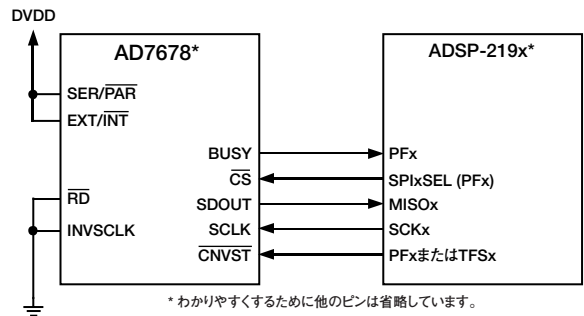 DVDD
AD7678*
ADSP-219x*
SER/PAR
EXT/INT
BUSY
PFx
CS
SPIxSEL (PFx)
RD
SDOUT
MISOx
INVSCLK
SCLK
SCKx
CNVST
PFxまたはTFSx
* わかりやすくするために他のピンは省略しています。